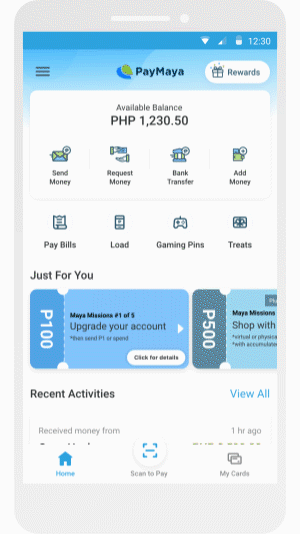 12:30
PayMaya
Rewards
Available Balance
PHP 1,230.50
Send
Money
Request
Money
Bank
Transfer
Add
Money
Pay Bills
Load
Gaming Pins
Treats
Just For You
P100
Maya Missions #1 of 5
Upgrade your account
*then send P1 or spend
Click for details
P500
Maya Missions
Shop with
*virtual or physical
*with accumulated
Recent Activities
View All
Received money from
1 hr ago
Home
Scan to Pay
My Cards